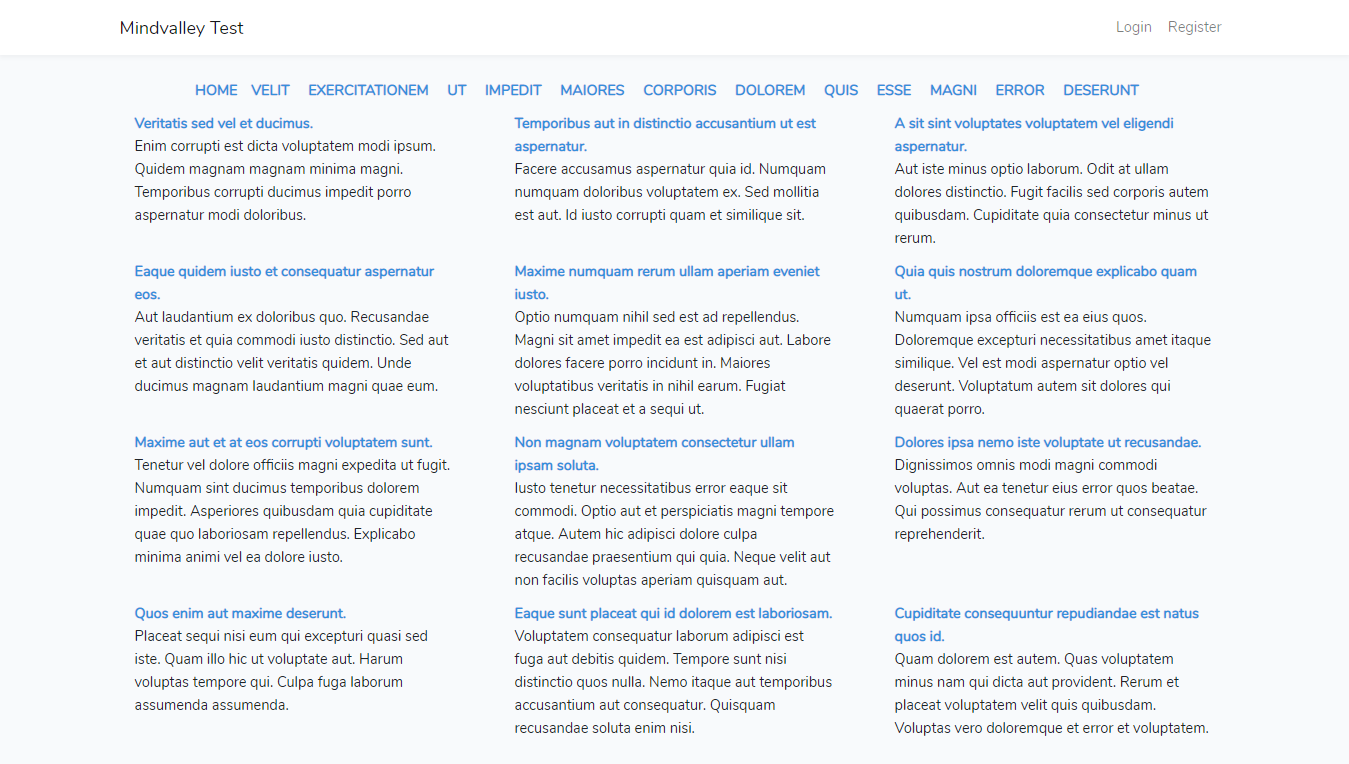 Mindvalley Test
Login Register
HOME VELIT EXERCITATIONEM UT IMPEDIT MAIORES CORPORIS DOLOREM QUIS ESSE MAGNI ERROR DESERUNT
Veritatis sed vel et ducimus.
Enim corrupti est dicta voluptatem modi ipsum.
Quidem magnam magnam minima magni.
Temporibus corrupti ducimus impedit porro
aspernatur modi doloribus.
Temporibus aut in distinctio accusantium ut est
aspernatur.
Facere accusamus aspernatur quia id. Numquam
numquam doloribus voluptatem ex. Sed mollitia
est aut. Id iusto corrupti quam et similique sit.
A sit sint voluptates voluptatem vel eligendi
aspernatur.
Aut iste minus optio laborum. Odit at ullam
dolores distinctio. Fugit facilis sed corporis autem
quibusdam. Cupiditate quia consectetur minus ut
rerum.
Eaque quidem iusto et consequatur aspernatur
eos.
Aut laudantium ex doloribus quo. Recusandae
veritatis et quia commodi iusto distinctio. Sed aut
et aut distinctio velit veritatis quidem. Unde
ducimus magnam laudantium magni quae eum.
Maxime numquam rerum ullam aperiam eveniet
iusto.
Optio numquam nihil sed est ad repellendus.
Magni sit amet impedit ea est adipisci aut. Labore
dolores facere porro incidunt in. Maiores
voluptatibus veritatis in nihil earum. Fugiat
nesciunt placeat et a sequi ut.
Quia quis nostrum doloremque explicabo quam
ut.
Numquam ipsa officiis est ea eius quos.
Doloremque excepturi necessitatibus amet itaque
similique. Vel est modi aspernatur optio vel
deserunt. Voluptatum autem sit dolores qui
quaerat porro.
Maxime aut et at eos corrupti voluptatem sunt.
Tenetur vel dolore officiis magni expedita ut fugit.
Numquam sint ducimus temporibus dolorem
impedit. Asperiores quibusdam quia cupiditate
quae quo laboriosam repellendus. Explicabo
minima animi vel ea dolore iusto.
Non magnam voluptatem consectetur ullam
ipsam soluta.
Iusto tenetur necessitatibus error eaque sit
commodi. Optio aut et perspiciatis magni tempore
atque. Autem hic adipisci dolore culpa
recusandae praesentium qui quia. Neque velit aut
non facilis voluptas aperiam quisquam aut.
Dolores ipsa nemo iste voluptate ut recusandae.
Dignissimos omnis modi magni commodi
voluptas. Aut ea tenetur eius error quos beatae.
Qui possimus consequatur rerum ut consequatur
reprehenderit.
Quos enim aut maxime deserunt.
Placeat sequi nisi eum qui excepturi quasi sed
iste. Quam illo hic ut voluptate aut. Harum
voluptas tempore qui. Culpa fuga laborum
assumenda assumenda.
Eaque sunt placeat qui id dolorem est laboriosam.
Voluptatem consequatur laborum adipisci est
fuga aut debitis quidem. Tempore sunt nisi
distinctio quos nulla. Nemo itaque aut temporibus
accusantium aut consequatur. Quisquam
recusandae soluta enim nisi.
Cupiditate consequuntur repudiandae est natus
quos id.
Quam dolorem est autem. Quas voluptatem
minus nam qui dicta aut provident. Rerum et
placeat voluptatem velit quis quibusdam.
Voluptas vero doloremque et error et voluptatem.